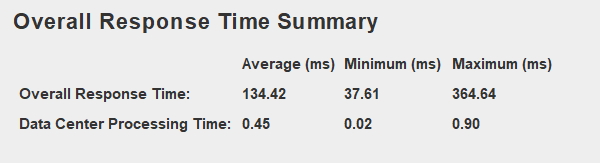 Overall Response Time Summary
Average (ms) Minimum (ms) Maximum (ms)
Overall Response Time: 134.42 37.61 364.64
Data Center Processing Time: 0.45 0.02 0.90